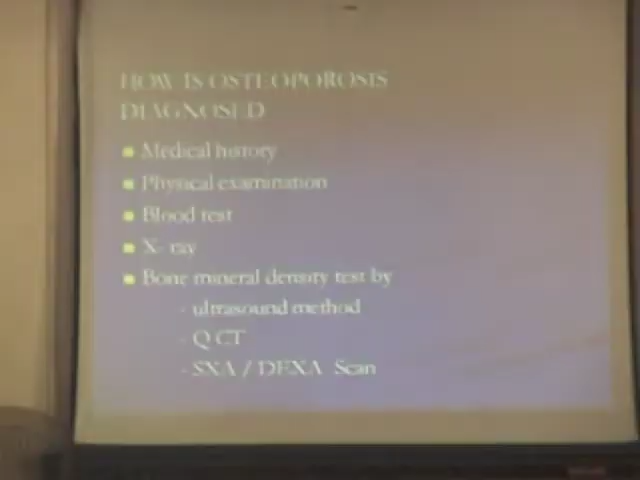 HOW IS OSTEOPOROSIS
DIAGNOSED
Medical history
Physical examination
Blood test
X- ray
Bone mineral density test by
- ultrasound method
- Q CT
- SXA / DEXA Scan